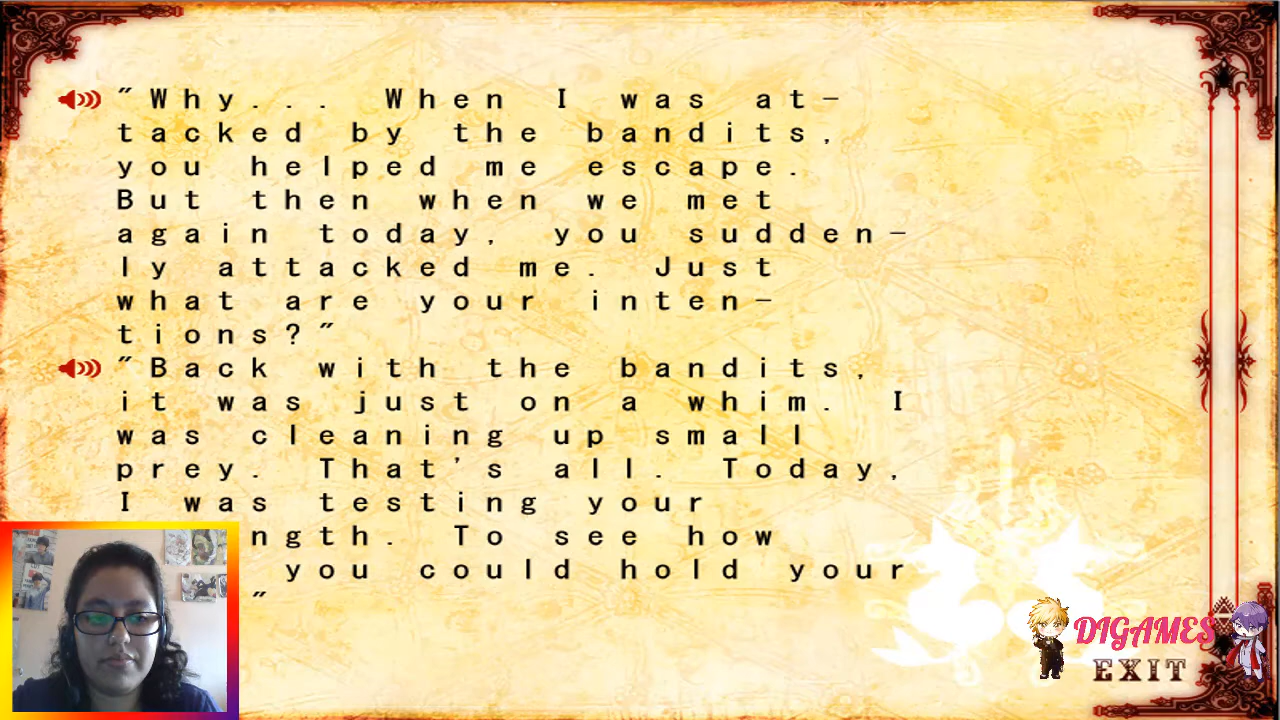 "Why... When I was at-
tacked by the bandits,
you helped me escape.
But then when we met
again today, you sudden-
ly attacked me. Just
what are your inten-
tions?"
"Back with the bandits,
it was just on a whim. I
was cleaning up small
prey. That's all. Today,
I was testing your
ngth. To see how
you could hold your
"
DIGAMES
EXIT